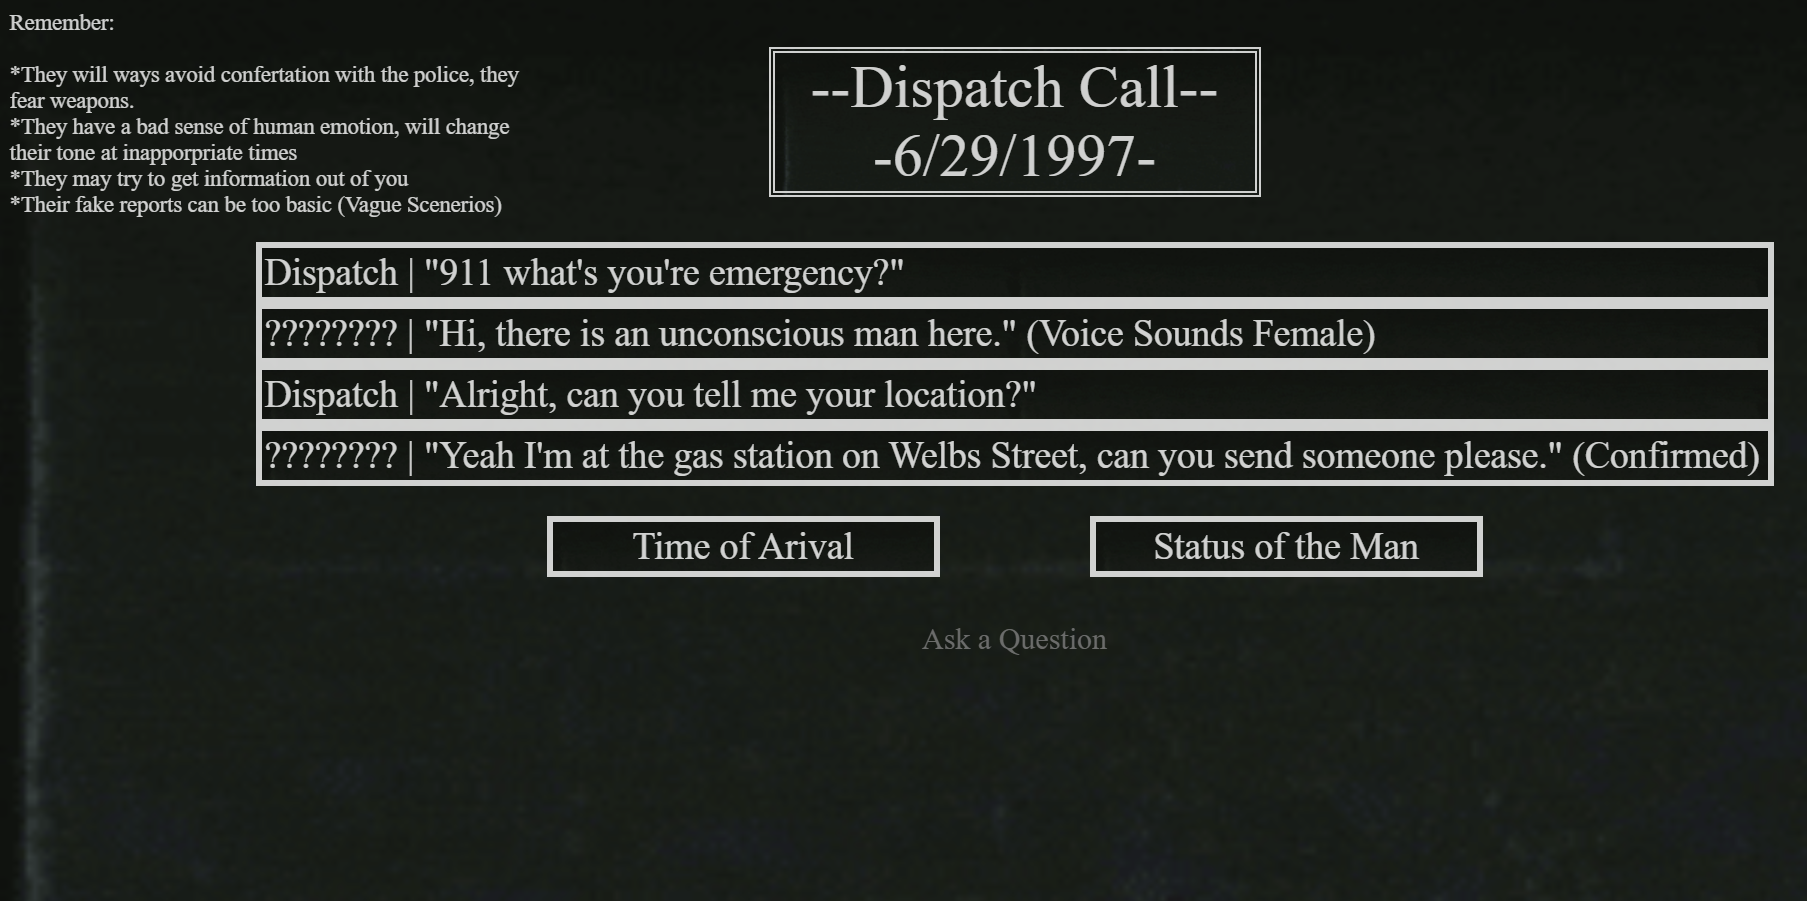 Remember:
*They will ways avoid confertation with the police, they
fear weapons.
*They have a bad sense of human emotion, will change
their tone at inapporpriate times
*They may try to get information out of you
*Their fake reports can be too basic (Vague Scenerios)
--Dispatch Call--
-6/29/1997-
Dispatch | "911 what's you're emergency?"
???????? | "Hi, there is an unconscious man here." (Voice Sounds Female)
Dispatch | "Alright, can you tell me your location?"
???????? | "Yeah I'm at the gas station on Welbs Street, can you send someone please." (Confirmed)
Time of Arival
Status of the Man
Ask a Question